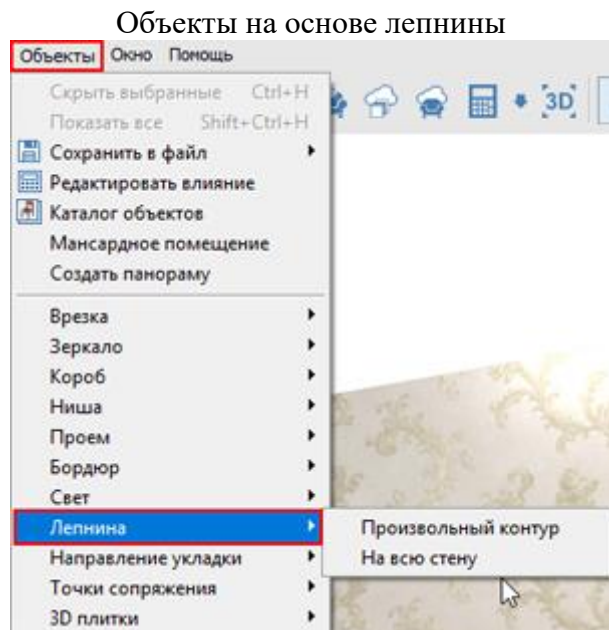 Объекты на основе лепнины
Объекты Окно Помощь
Скрыть выбранные Ctrl+H
Показать все Shift+Ctrl+H
3D
Сохранить в файл
Редактировать влияние
Каталог объектов
Мансардное помещение
Создать панораму
Врезка
Зеркало
Короб
Ниша
Проем
Бордюр
Свет
Лепнина
Произвольный контур
Направление укладки
На всю стену
Точки сопряжения
3D плитки